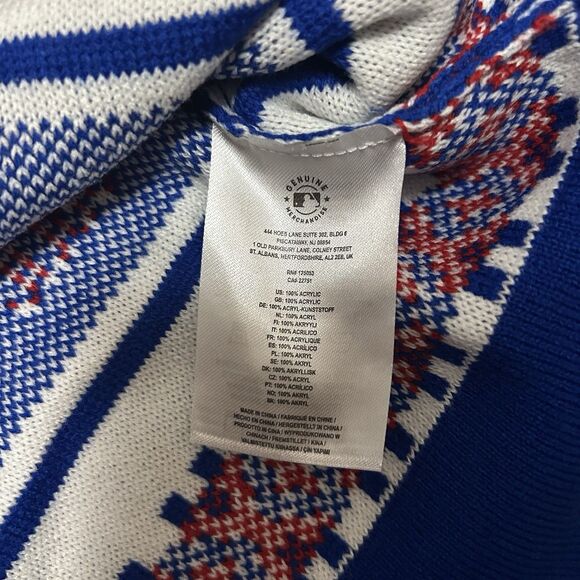 GENUINE
MERCHANDISE
444 HOES LANE SUITE 302, BLDG 6
PISCATAWAY, NJ 08854
1 OLD PARKBURY LANE, COLNEY STREET
ST. ALBANS, HERTFORDSHIRE, AL2 2EB, UK
RN# 125053
CA# 22751
US: 100% ACRYLIC
GB: 100% ACRYLIC
DE: 100% ACRYL-KUNSTSTOFF
NL: 100% ACRYL
FI: 100% AKRYYLI
IT: 100% ACRILICO
FR: 100% ACRYLIQUE
ES: 100% ACRÍLICO
PL: 100% AKRYL
SE: 100% AKRYL
DK: 100% AKRYLLISK
CZ: 100% ACRYL
PT: 100% ACRÍLICO
NO: 100% AKRYL
SK: 100% AKRYL
MADE IN CHINA / FABRIQUÉ EN CHINE /
HECHO EN CHINA / HERGESTELLT IN CHINA /
PRODOTTO IN CINA / WYPRODUKOWANO W
CHINACH / FREMSTILLET I KINA /
VALMISTETTU KIINASSA / ÇIN YAPIMI